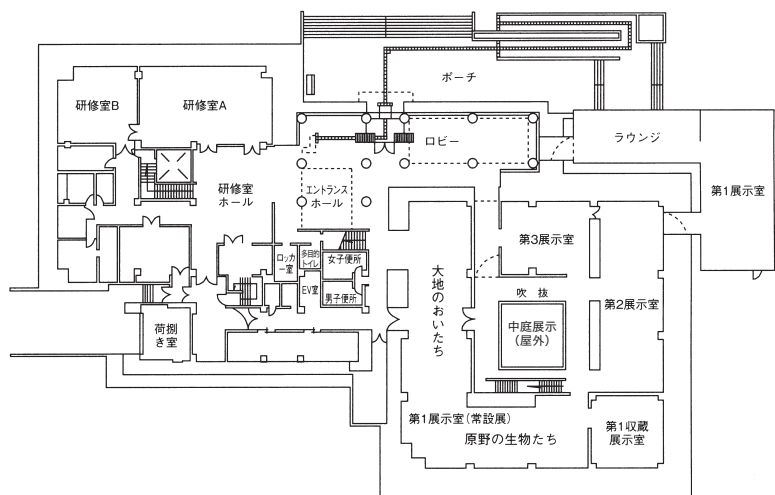 ポーチ
研修室B
研修室A
ロビー
ラウンジ
第1展示室
研修室
ホール
エントランス
ホール
第3展示室
大地のおいたち
ロッカ
ー室
多目的
トイレ
女子便所
EV室
男子便所
吹抜
中庭展示
(屋外)
第2展示室
荷捌
き室
第1展示室(常設展)
原野の生物たち
第1収蔵
展示室